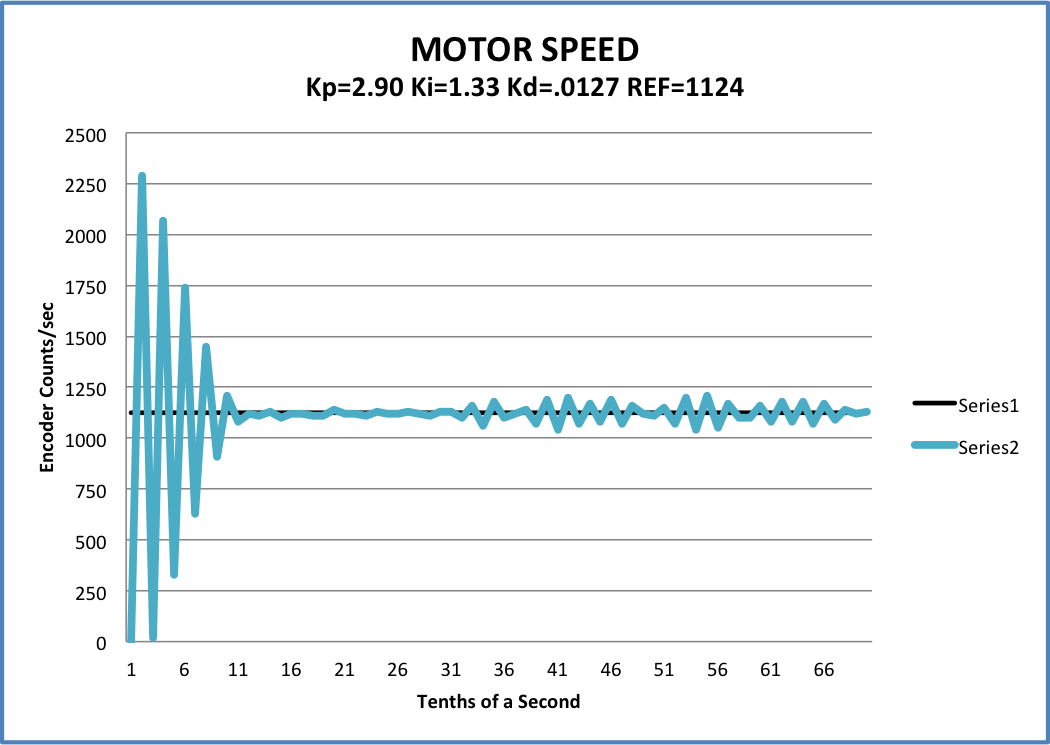 MOTOR SPEED
Kp=2.90 Ki=1.33 Kd=.0127 REF=1124
2500
2250
2000
1750
1500
1250
1000
750
500
250
0
Encoder Counts/sec
1 6 11 16 21 26 31 36 41 46 51 56 61 66
Tenths of a Second
Series1
Series2